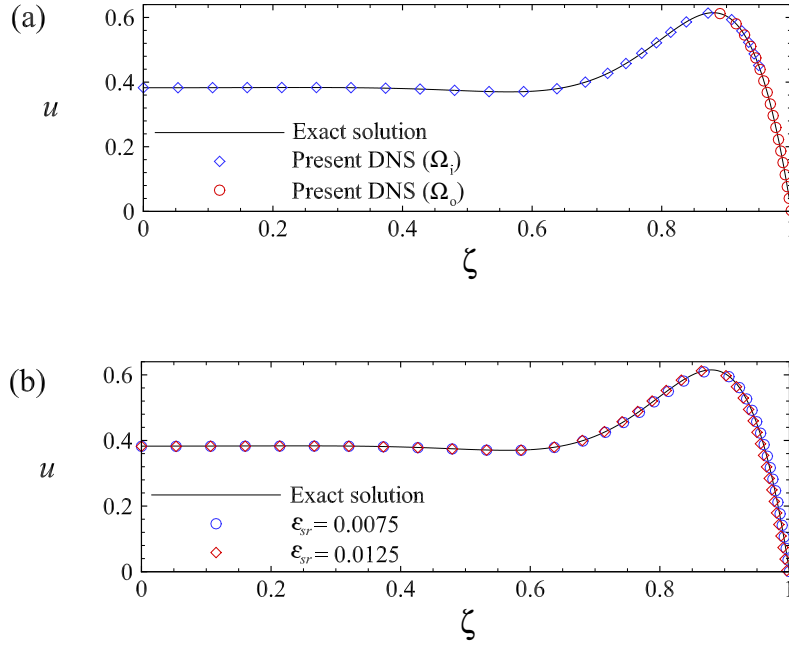 (a)
0.6
0.4
0.2
0
u
Exact solution
Present DNS (Ωi)
Present DNS (Ωo)
0 0.2 0.4 0.6 0.8 1
ζ
(b)
0.6
0.4
0.2
0
u
Exact solution
εsr = 0.0075
εsr = 0.0125
0 0.2 0.4 0.6 0.8 1
ζ